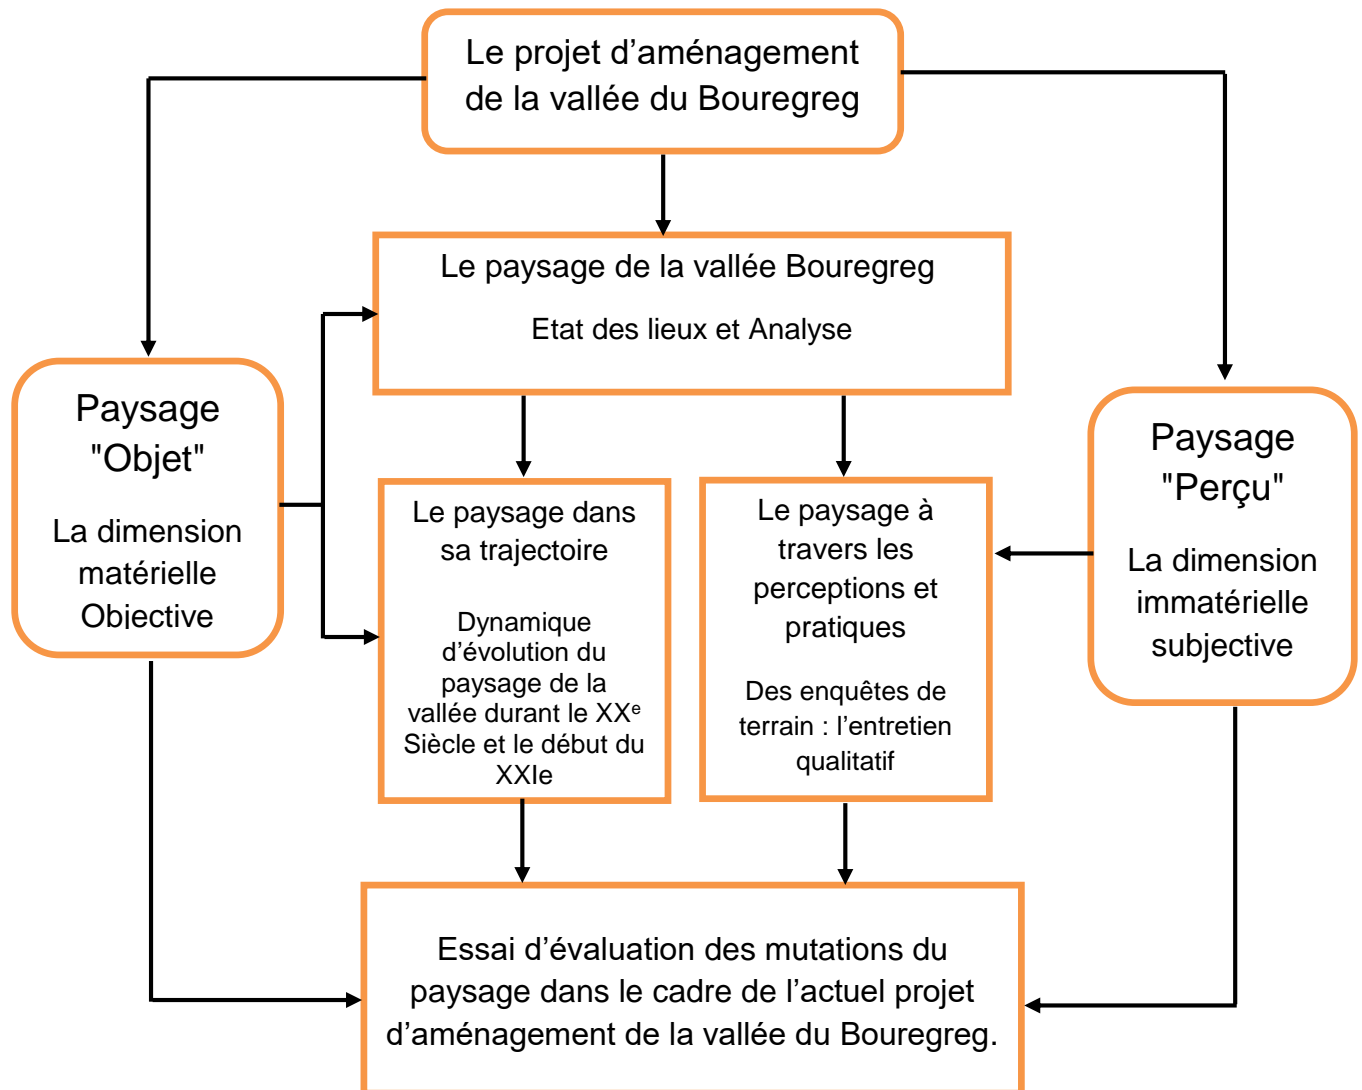 Le projet d’aménagement
de la vallée du Bouregreg
Le paysage de la vallée Bouregreg
Etat des lieux et Analyse
Paysage
"Objet"
La dimension
matérielle
Objective
Le paysage dans
sa trajectoire
Dynamique
d’évolution du
paysage de la
vallée durant le XXᵉ
Siècle et le début du
XXIe
Le paysage à
travers les
perceptions et
pratiques
Des enquêtes de
terrain : l’entretien
qualitatif
Paysage
"Perçu"
La dimension
immatérielle
subjective
Essai d’évaluation des mutations du
paysage dans le cadre de l’actuel projet
d’aménagement de la vallée du Bouregreg.